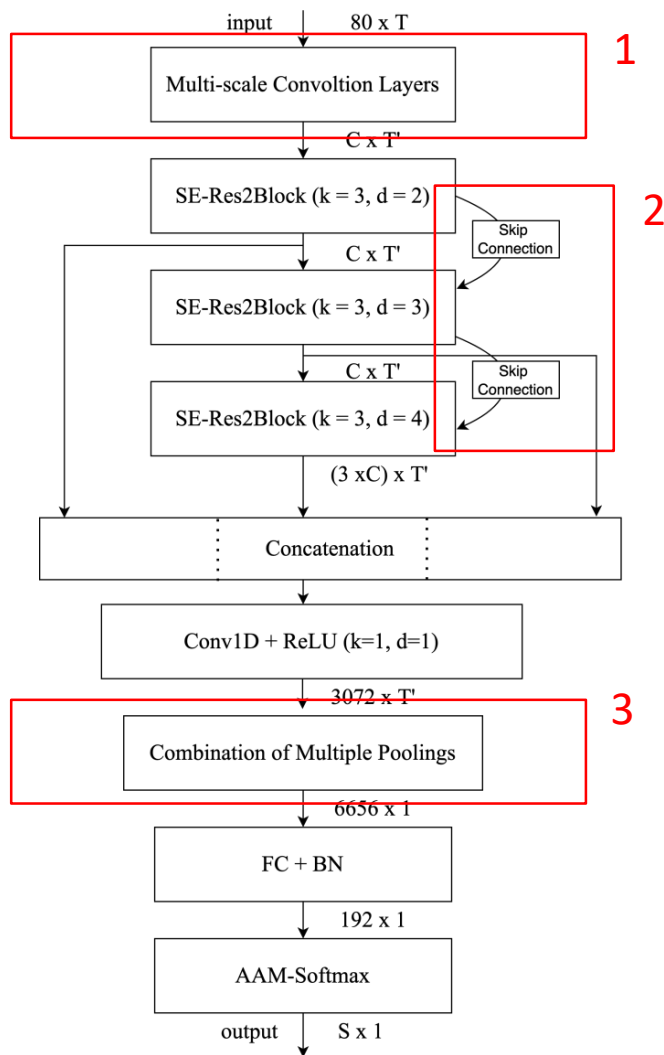 input 80 x T
1
Multi-scale Convoltion Layers
C x T'
SE-Res2Block (k = 3, d = 2)
2
Skip
Connection
C x T'
SE-Res2Block (k = 3, d = 3)
C x T'
Skip
Connection
SE-Res2Block (k = 3, d = 4)
(3 xC) x T'
Concatenation
Conv1D + ReLU (k=1, d=1)
3072 x T'
3
Combination of Multiple Poolings
6656 x 1
FC + BN
192 x 1
AAM-Softmax
output S x 1